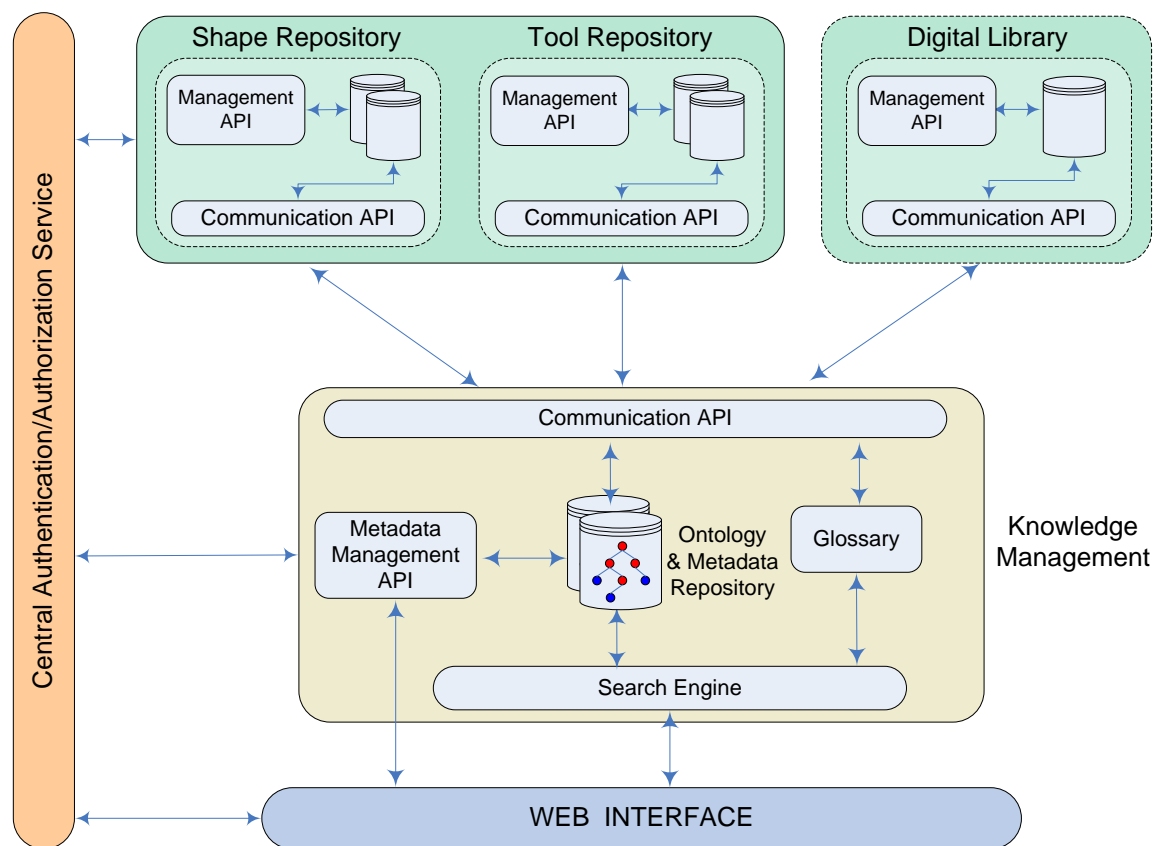 Shape Repository
Tool Repository
Digital Library
Management
API
Management
API
Management
API
Communication API
Communication API
Communication API
Central Authentication/Authorization Service
Communication API
Metadata
Management
API
Ontology
& Metadata
Repository
Glossary
Knowledge
Management
Search Engine
WEB INTERFACE